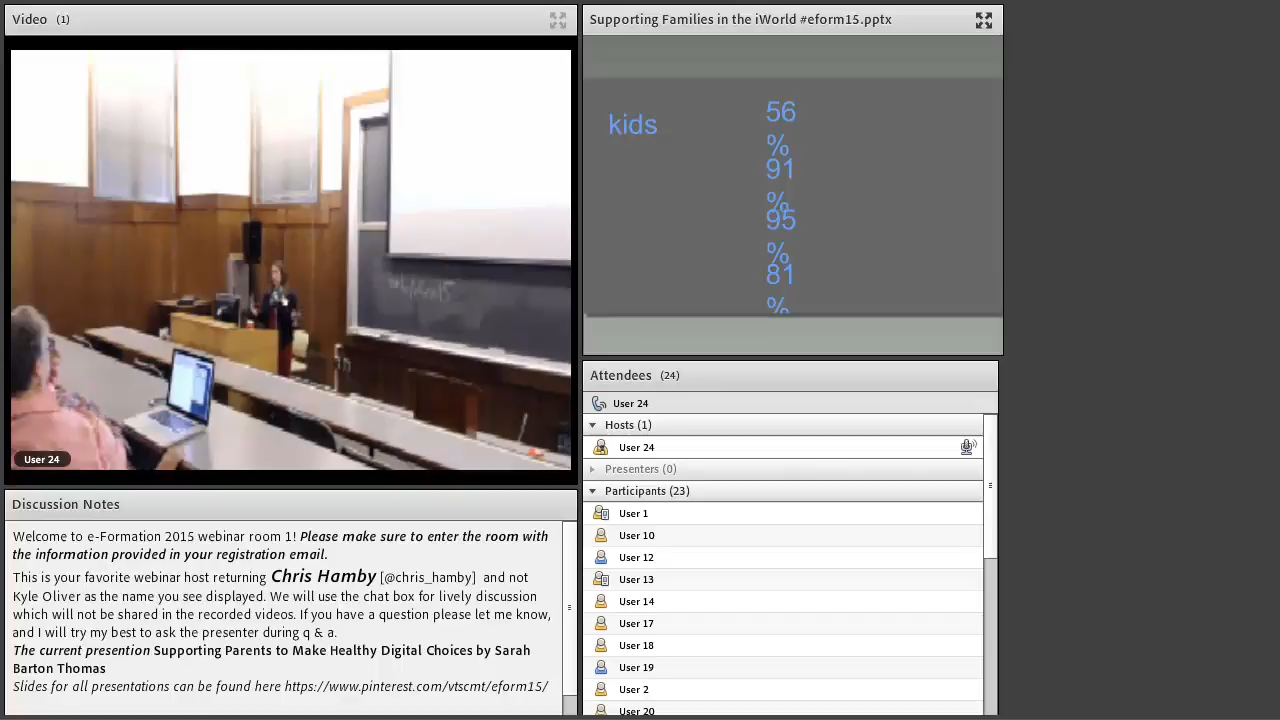 Video (1)
User 24
Supporting Families in the iWorld #eform15.pptx
kids
56
%
91
%
95
%
81
%
Attendees (24)
User 24
Hosts (1)
User 24
Presenters (0)
Participants (23)
User 1
User 10
User 12
User 13
User 14
User 17
User 18
User 19
User 2
User 20
Discussion Notes
Welcome to e-Formation 2015 webinar room 1! Please make sure to enter the room with
the information provided in your registration email.
This is your favorite webinar host returning Chris Hamby [@chris_hamby] and not
Kyle Oliver as the name you see displayed. We will use the chat box for lively discussion
which will not be shared in the recorded videos. If you have a question please let me know,
and I will try my best to ask the presenter during q & a.
The current presention Supporting Parents to Make Healthy Digital Choices by Sarah
Barton Thomas
Slides for all presentations can be found here https://www.pinterest.com/vtscmt/eform15/